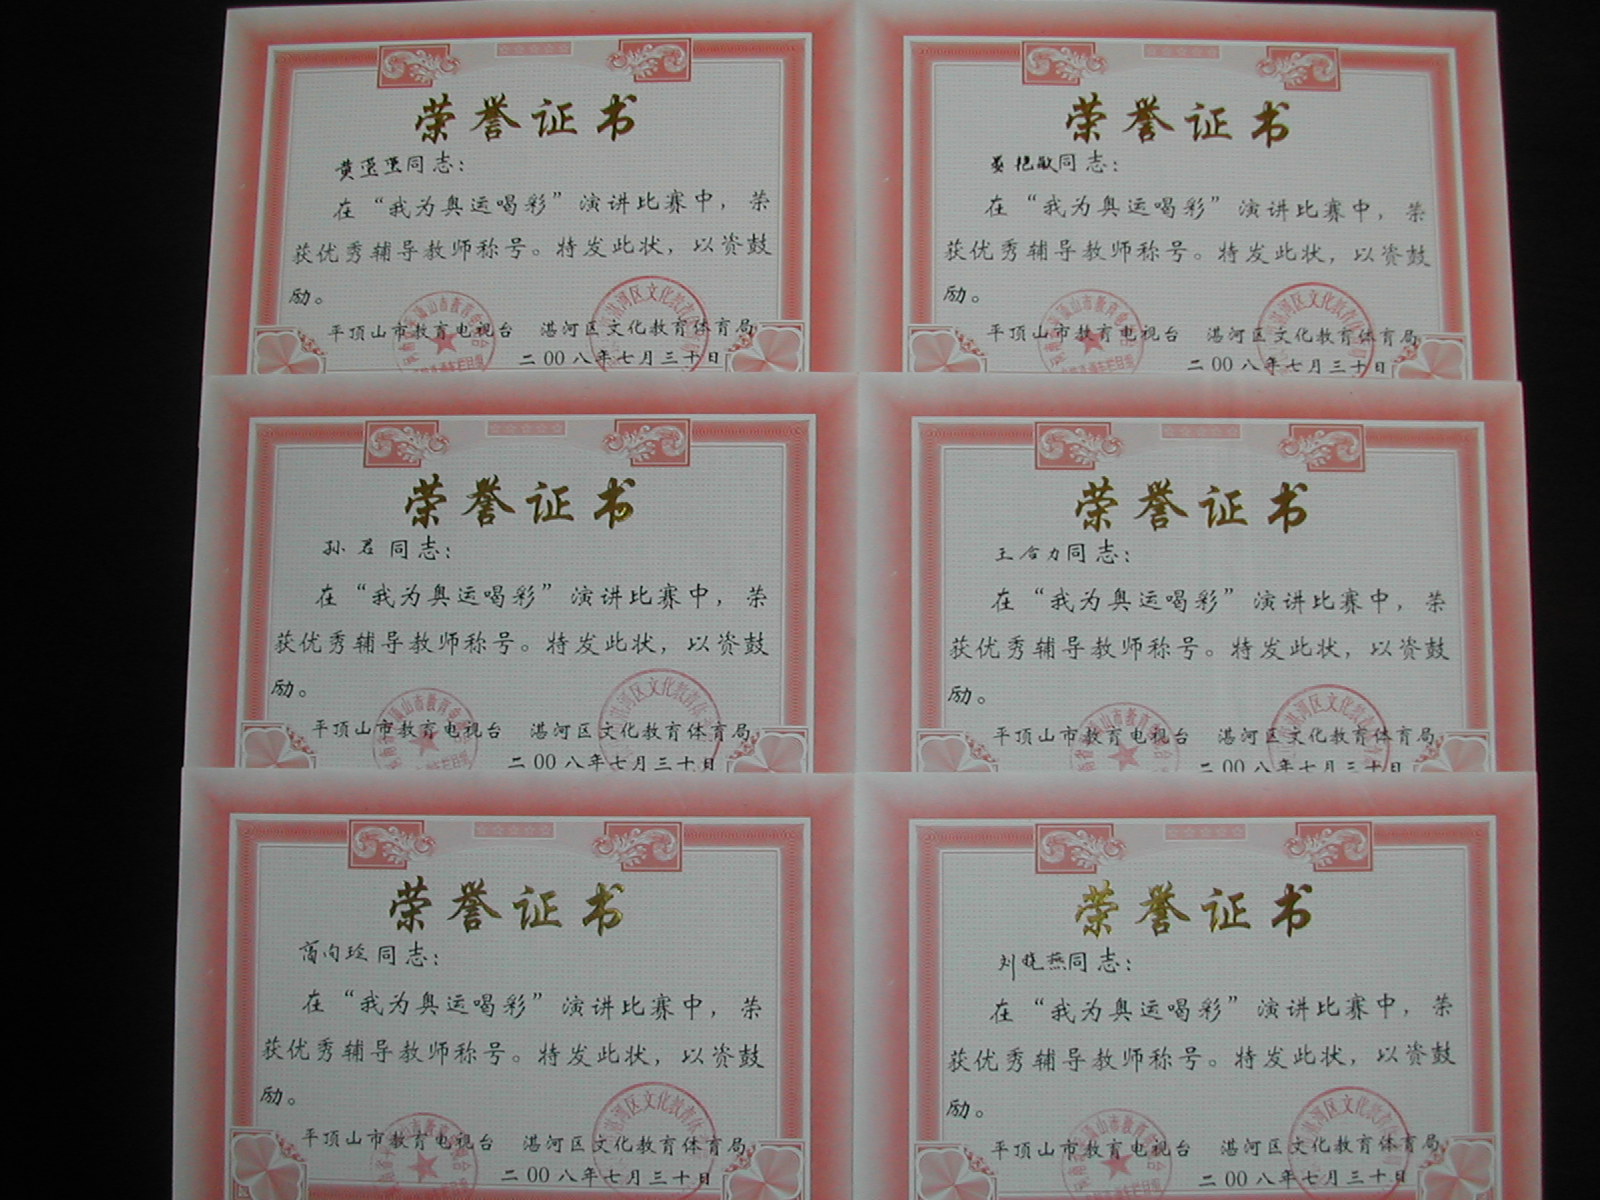 荣誉证书
黄 同志：
在“我为奥运喝彩”演讲比赛中，荣
获优秀辅导教师称号。特发此状，以资鼓
励。
平顶山市教育电视台 湛河区文化教育体育局
二00八年七月三十日
荣誉证书
艳敏同志：
在“我为奥运喝彩”演讲比赛中，荣
获优秀辅导教师称号。特发此状，以资鼓
励。
平顶山市教育电视台 湛河区文化教育体育局
二00八年七月三十日
荣誉证书
孙君同志：
在“我为奥运喝彩”演讲比赛中，荣
获优秀辅导教师称号。特发此状，以资鼓
励。
平顶山市教育电视台 湛河区文化教育体育局
二00八年七月三十日
荣誉证书
王合力同志：
在“我为奥运喝彩”演讲比赛中，荣
获优秀辅导教师称号。特发此状，以资鼓
励。
平顶山市教育电视台 湛河区文化教育体育局
二00八年七月三十日
荣誉证书
向珍同志：
在“我为奥运喝彩”演讲比赛中，荣
获优秀辅导教师称号。特发此状，以资鼓
励。
平顶山市教育电视台 湛河区文化教育体育局
二00八年七月三十日
荣誉证书
刘晓燕同志：
在“我为奥运喝彩”演讲比赛中，荣
获优秀辅导教师称号。特发此状，以资鼓
励。
平顶山市教育电视台 湛河区文化教育体育局
二00八年七月三十日